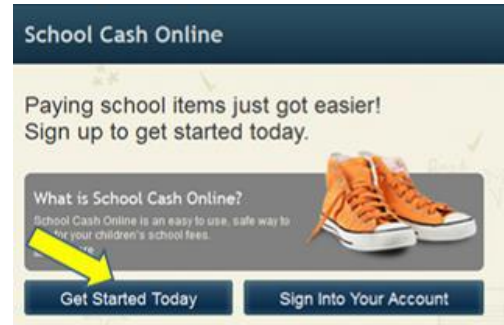 School Cash Online
Paying school items just got easier!
Sign up to get started today.
What is School Cash Online?
School Cash Online is an easy to use, safe way to
for your children's school fees.
Get Started Today
Sign Into Your Account